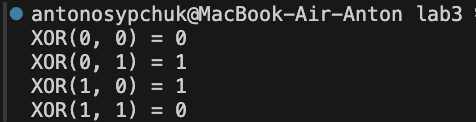 antonosypchuk@MacBook-Air-Anton lab3
XOR(0, 0) = 0
XOR(0, 1) = 1
XOR(1, 0) = 1
XOR(1, 1) = 0